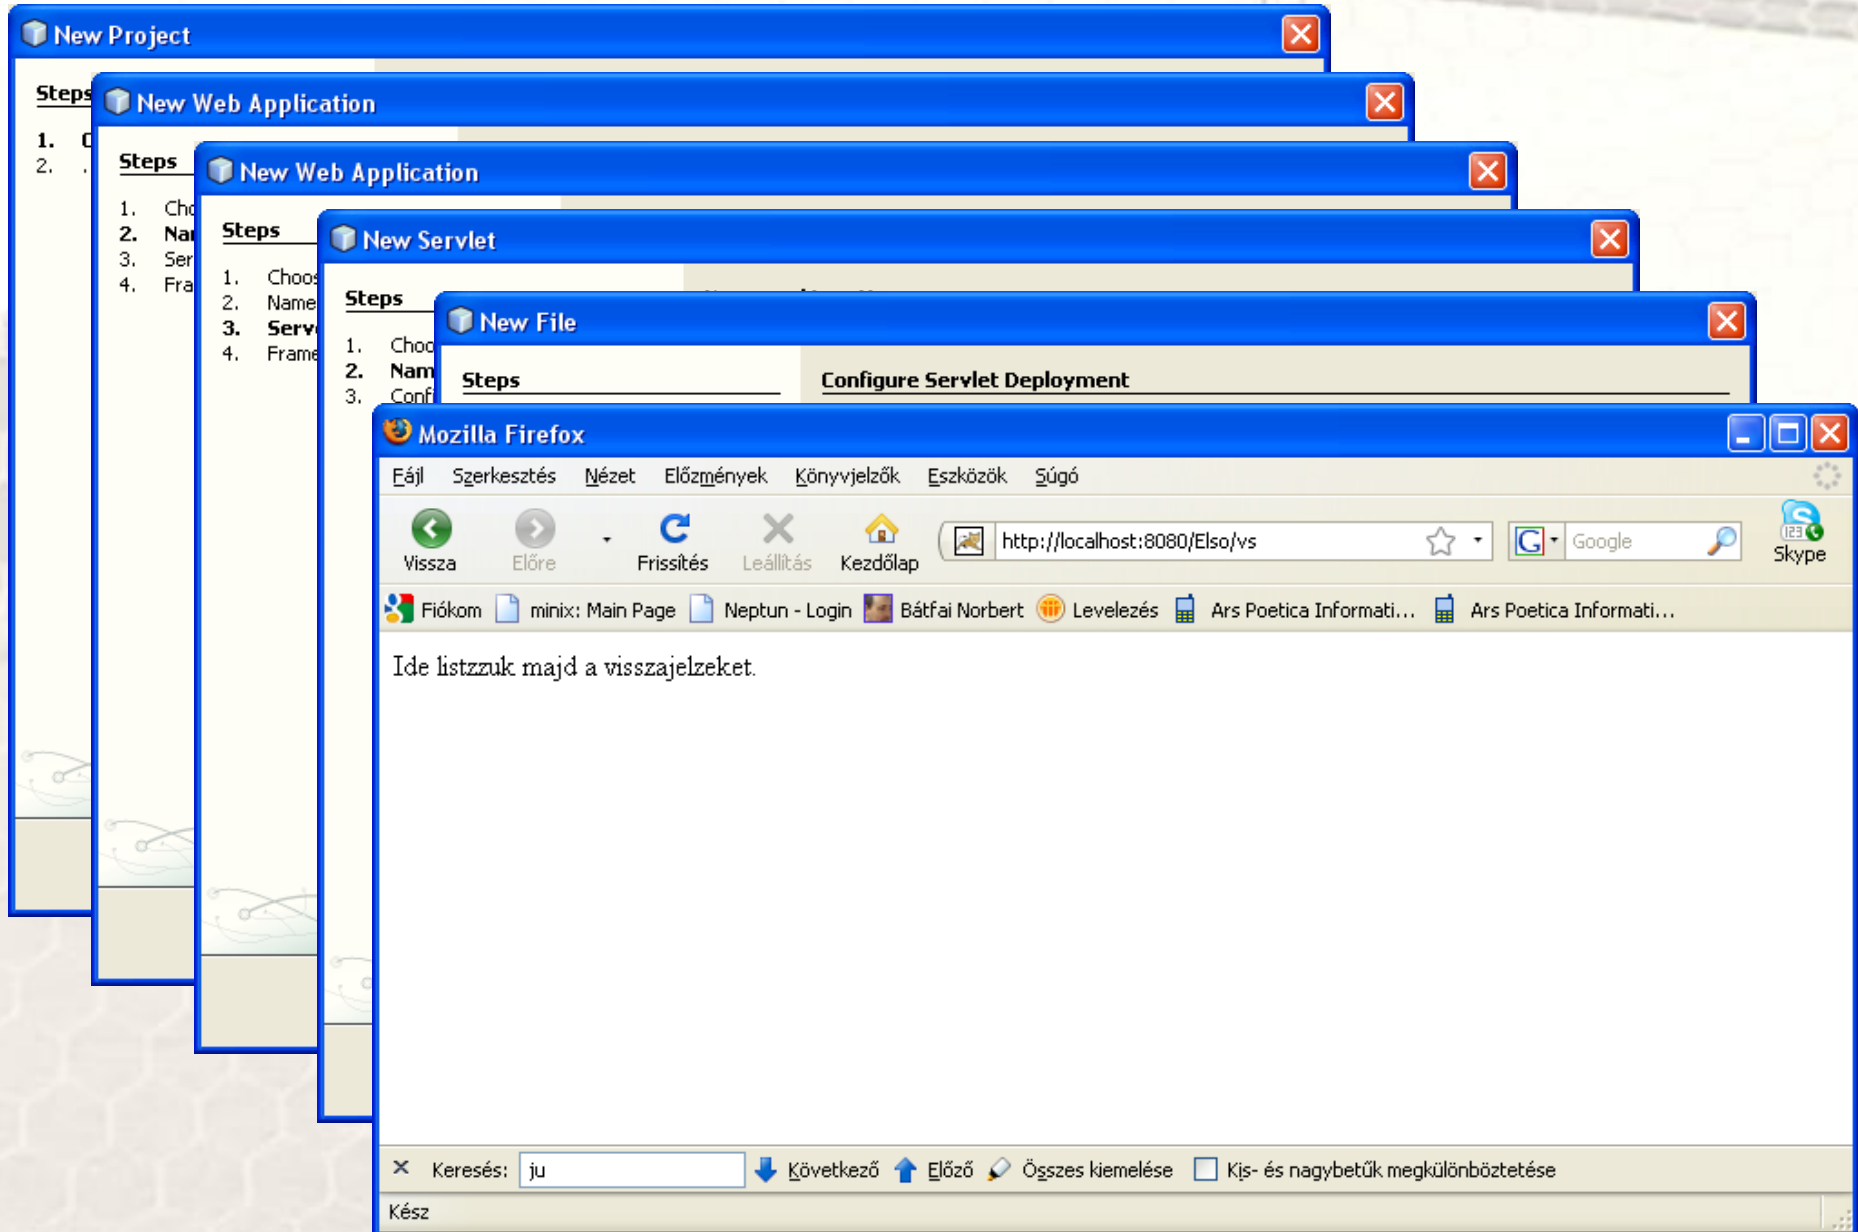 New Project
Steps
1.
2.
New Web Application
Steps
1.
2.
3.
4.
New Web Application
Steps
1.
2. Name
3.
4.
New Servlet
Steps
1.
2.
3.
New File
Steps
Configure Servlet Deployment
Mozilla Firefox
Fájl Szerkesztés Nézet Előzmények Könyvjelzők Eszközök Súgó
http://localhost:8080/Elso/vs Google
Vissza Előre Frissítés Leállítás Kezdőlap Skype
Fiókom minix: Main Page Neptun - Login Bátfai Norbert Levelezés Ars Poetica Informati... Ars Poetica Informati...
Ide listzzuk majd a visszajelzeket.
Keresés: ju Következő Előző Összes kiemelése Kis- és nagybetűk megkülönböztetése
Kész